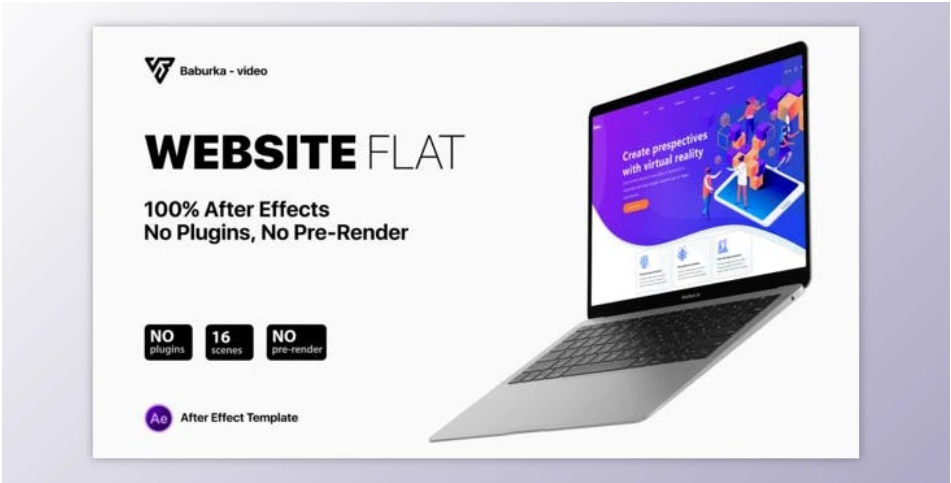 Baburka - video
WEBSITE FLAT
100% After Effects
No Plugins, No Pre-Render
NO
plugins
16
scenes
NO
pre-render
Ae
After Effect Template
Create prespectives
with virtual reality